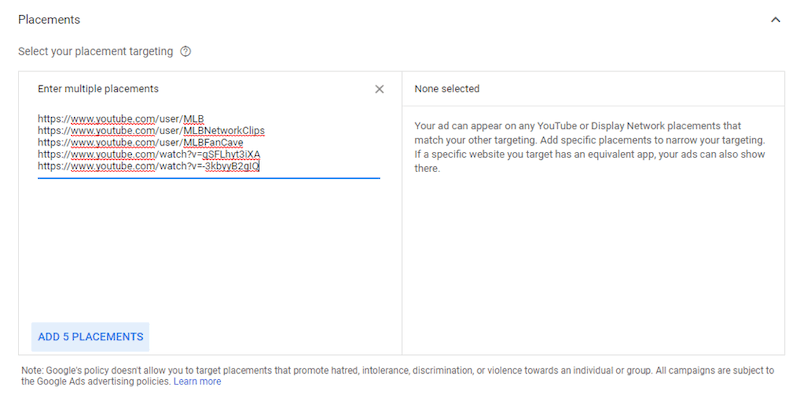 Placements
Select your placement targeting
Enter multiple placements
None selected
https://www.youtube.com/user/MLB
https://www.youtube.com/user/MLBNetworkClips
https://www.youtube.com/user/MLBFanCave
https://www.youtube.com/watch?v=qSFLhyt3iXA
https://www.youtube.com/watch?v=-3kbyyB2gIQ
Your ad can appear on any YouTube or Display Network placements that
match your other targeting. Add specific placements to narrow your targeting.
If a specific website you target has an equivalent app, your ads can also show
there.
ADD 5 PLACEMENTS
Note: Google's policy doesn't allow you to target placements that promote hatred, intolerance, discrimination, or violence towards an individual or group. All campaigns are subject to
the Google Ads advertising policies. Learn more